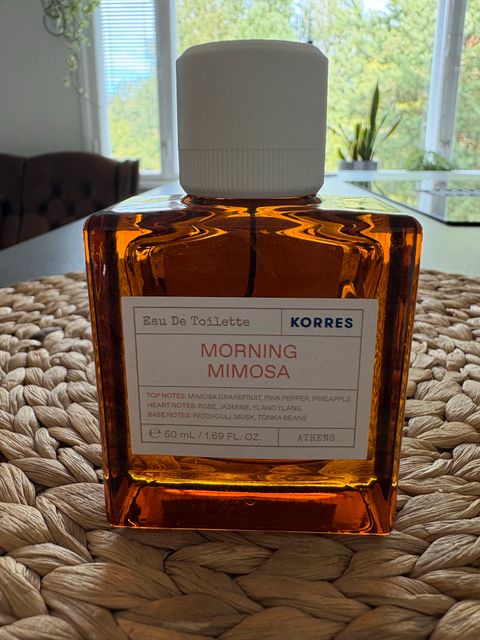 Eau De Toilette KORRES
MORNING
MIMOSA
TOP NOTES: MIMOSA GRAPEFRUIT, PINK PEPPER, PINEAPPLE
HEART NOTES: ROSE, JASMINE, YLANG YLANG
BASE NOTES: PATCHOULI, MUSK, TONKA BEANS
℮ 50 mL / 1.69 FL. OZ. ATHENS